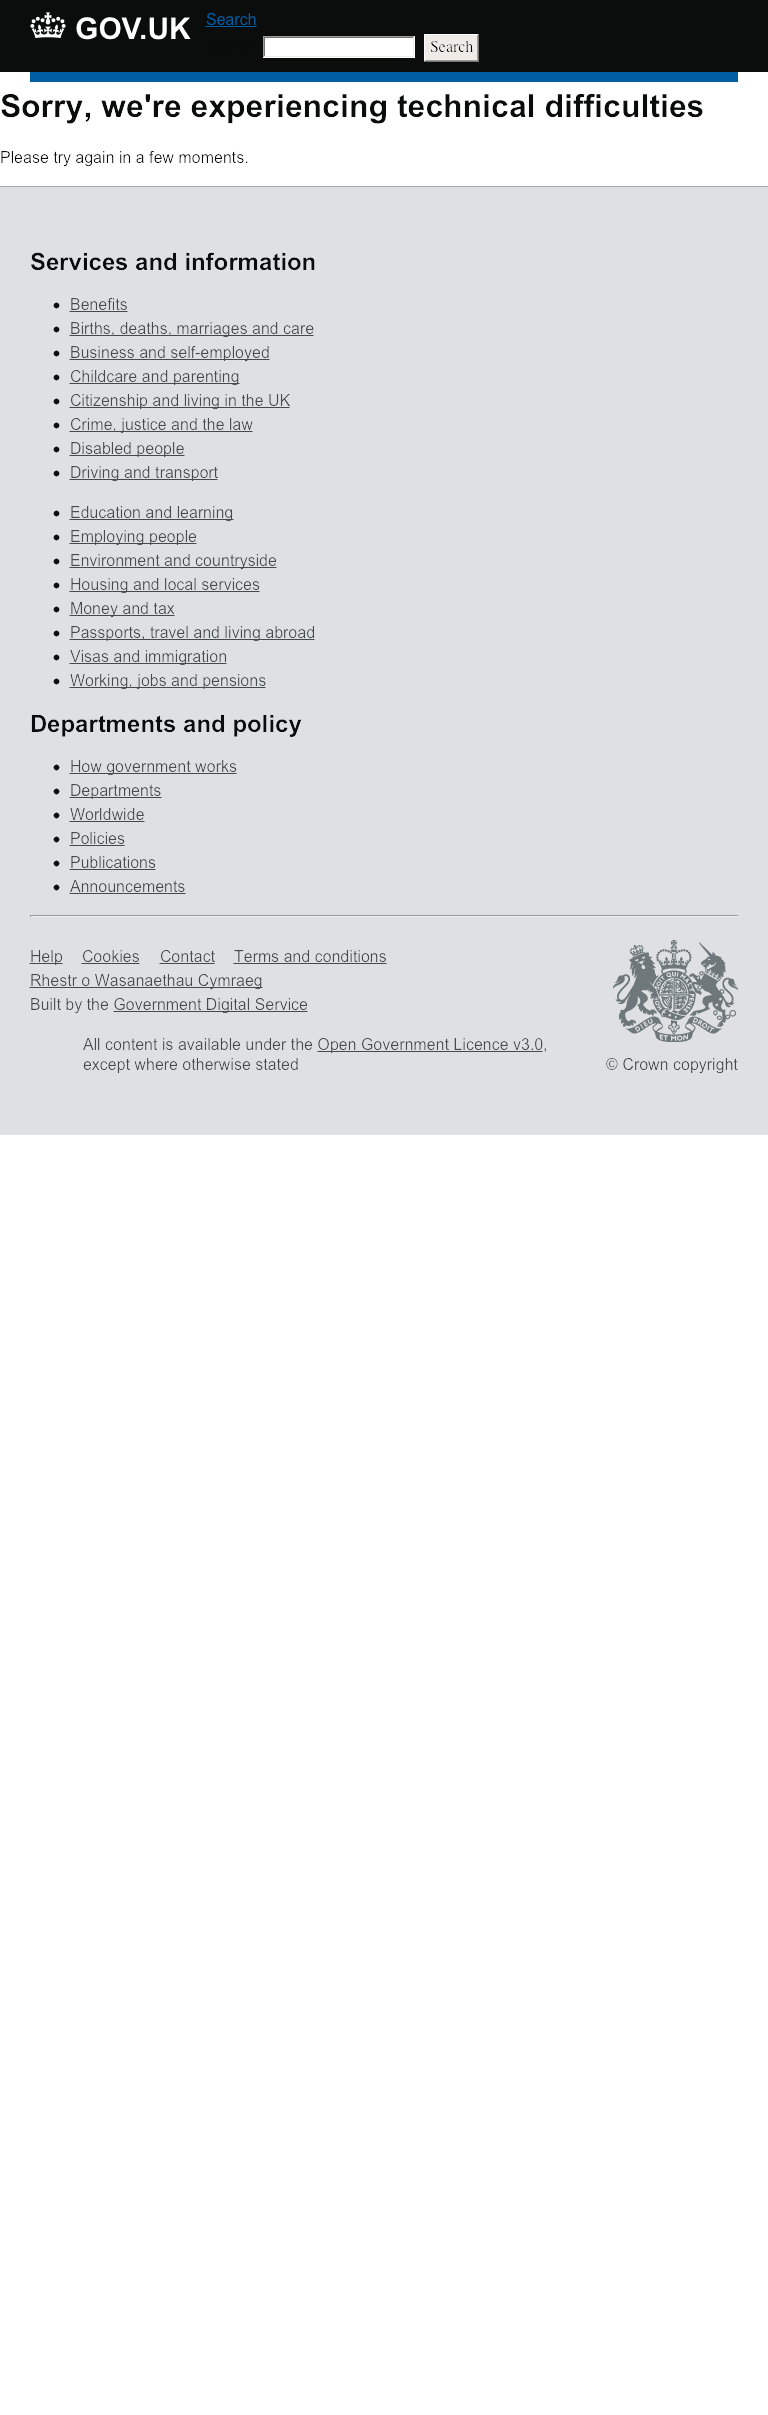 GOV.UK
Search
Search
Sorry, we're experiencing technical difficulties
Please try again in a few moments.
Services and information
Benefits
Births, deaths, marriages and care
Business and self-employed
Childcare and parenting
Citizenship and living in the UK
Crime, justice and the law
Disabled people
Driving and transport
Education and learning
Employing people
Environment and countryside
Housing and local services
Money and tax
Passports, travel and living abroad
Visas and immigration
Working, jobs and pensions
Departments and policy
How government works
Departments
Worldwide
Policies
Publications
Announcements
Help Cookies Contact Terms and conditions
Rhestr o Wasanaethau Cymraeg
Built by the Government Digital Service
All content is available under the Open Government Licence v3.0,
except where otherwise stated
DIEU ET MON DROIT
© Crown copyright